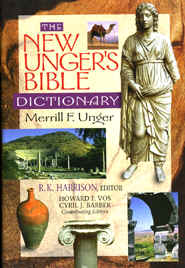 THE
NEW
UNGER'S
BIBLE
DICTIONARY
Merrill F. Unger
R.K. HARRISON, EDITOR
HOWARD F. VOS
CYRIL J. BARBER
Contributing Editors